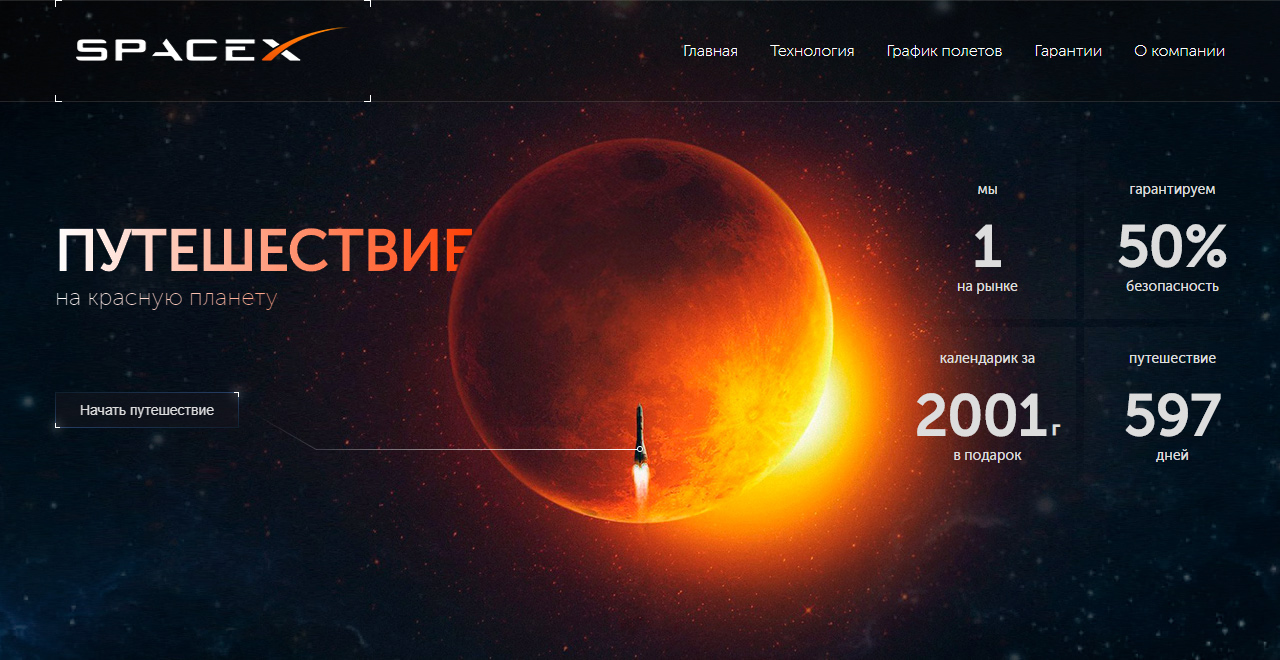 SPACEX
Главная
Технология
График полетов
Гарантии
О компании
ПУТЕШЕСТВИЕ
на красную планету
Начать путешествие
мы
1
на рынке
гарантируем
50%
безопасность
календарик за
2001г
в подарок
путешествие
597
дней